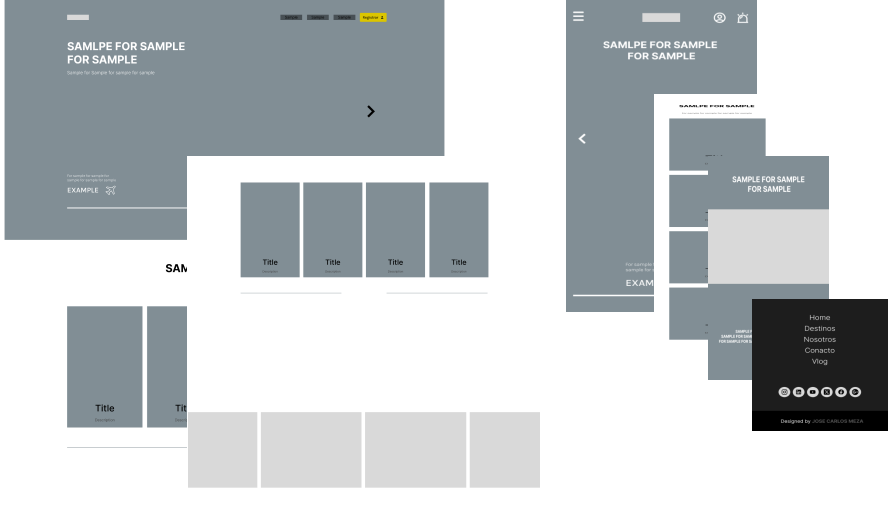 Sample
Sample
Sample
Register
SAMLPE FOR SAMPLE
FOR SAMPLE
Sample for Sample for sample for sample
For sample for sample for
sample for sample for sample
EXAMPLE
SAM
Title
Description
Tit
Title
Description
Title
Description
Title
Description
Title
Description
SAMLPE FOR SAMPLE
FOR SAMPLE
For sample
sample for
EXAM
SAMLPE FOR SAMPLE
SAMPLE FOR SAMPLE
FOR SAMPLE
SAMPLE F
SAMPLE FOR SAM
FOR SAMPLE FOR S
Home
Destinos
Nosotros
Conacto
Vlog
Designed by JOSE CARLOS MEZA